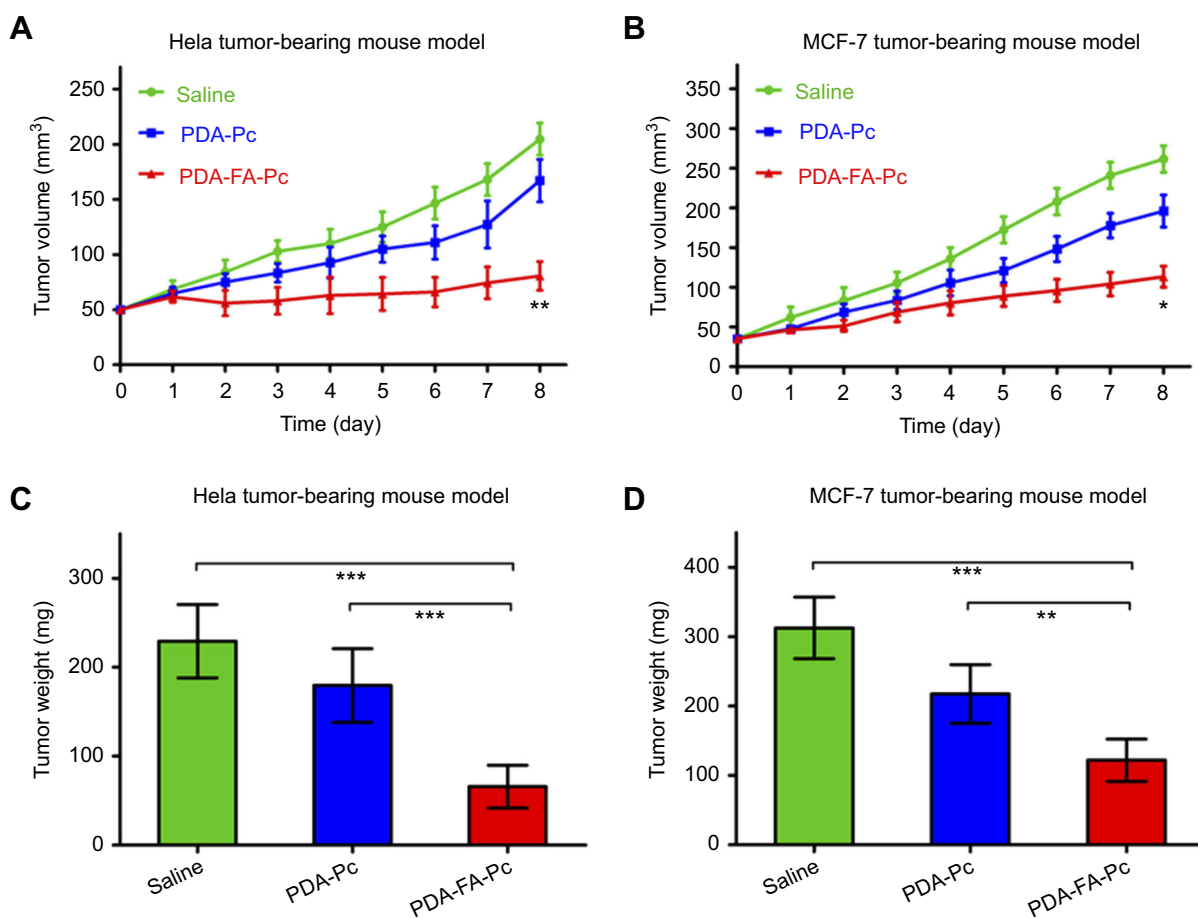 A
Hela tumor-bearing mouse model
Tumor volume (mm³)
250
200
150
100
50
0
Saline
PDA-Pc
PDA-FA-Pc
**
0 1 2 3 4 5 6 7 8
Time (day)
B
MCF-7 tumor-bearing mouse model
Tumor volume (mm³)
350
300
250
200
150
100
50
0
Saline
PDA-Pc
PDA-FA-Pc
*
0 1 2 3 4 5 6 7 8
Time (day)
C
Hela tumor-bearing mouse model
Tumor weight (mg)
300
200
100
0
***
***
Saline
PDA-Pc
PDA-FA-Pc
D
MCF-7 tumor-bearing mouse model
Tumor weight (mg)
400
300
200
100
0
***
**
Saline
PDA-Pc
PDA-FA-Pc